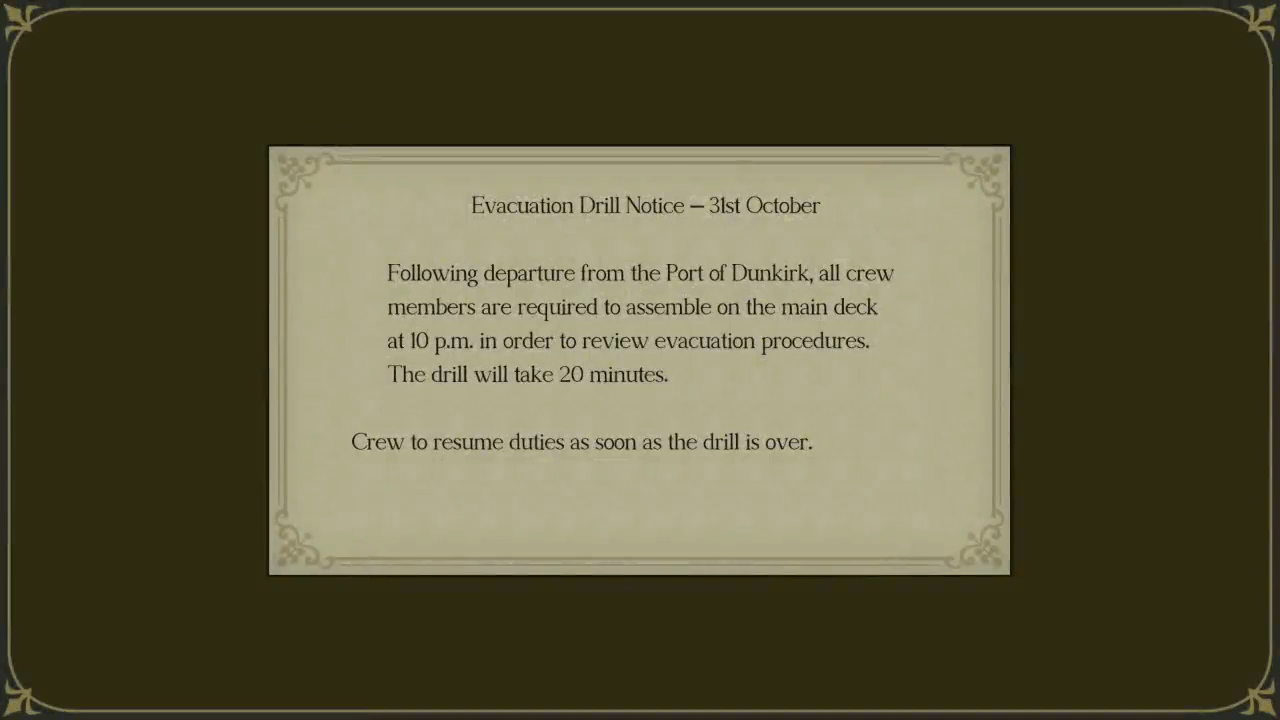 Evacuation Drill Notice – 31st October
Following departure from the Port of Dunkirk, all crew
members are required to assemble on the main deck
at 10 p.m. in order to review evacuation procedures.
The drill will take 20 minutes.
Crew to resume duties as soon as the drill is over.